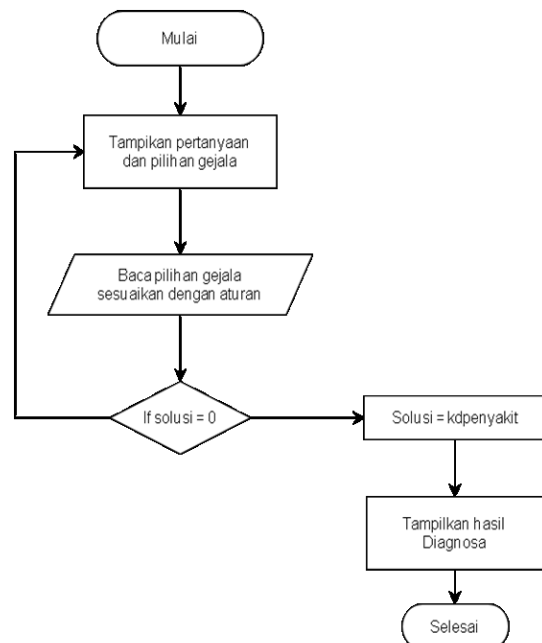 Mulai
Tampikan pertanyaan
dan pilihan gejala
Baca pilihan gejala
sesuaikan dengan aturan
If solusi = 0
Solusi = kdpenyakit
Tampilkan hasil
Diagnosa
Selesai